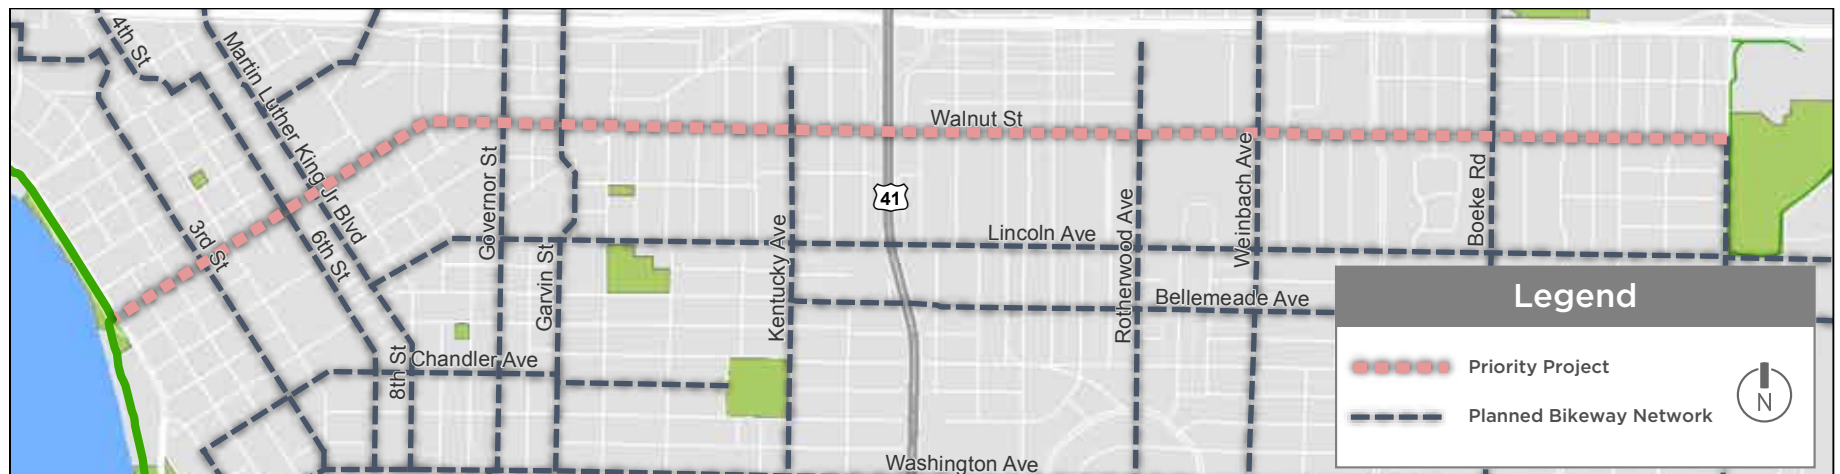 4th St
Martin Luther King Jr Blvd
Walnut St
Governor St
Weinbach Ave
Boeke Rd
41
Rothenwood Ave
Kentucky Ave
3rd St
6th St
Lincoln Ave
Garvin St
Bellemeade Ave
Chandler Ave
8th St
Washington Ave
Legend
Priority Project
Planned Bikeway Network
N